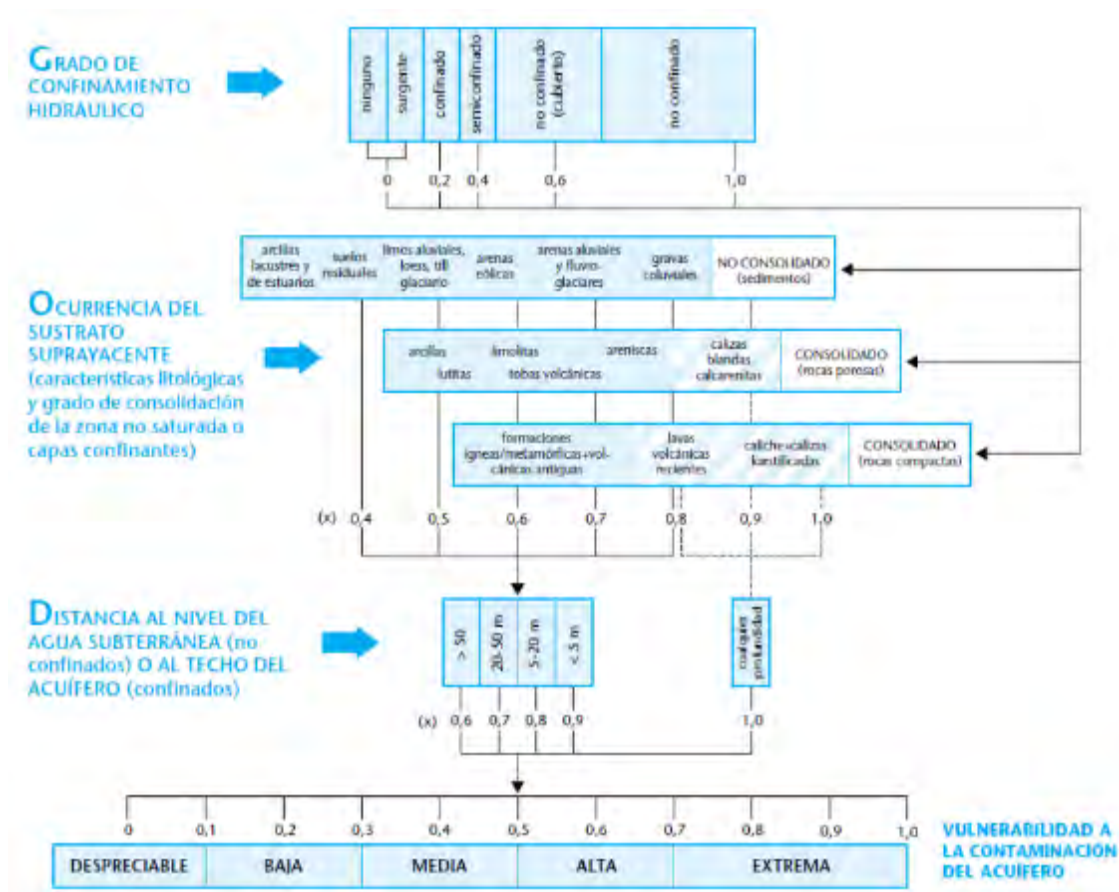 GRADO DE
CONFINAMIENTO
HIDRAULICO
ninguno
surgente
confinado
semiconfinado
no confinado
(cubierto)
no confinado
0 0,2 0,4 0,6 1,0
OCURRENCIA DEL
SUSTRATO
SUPRAYACENTE
(características litológicas
y grado de consolidación
de la zona no saturada o
capas confinantes)
arcillas
lacustres y
de estuarios
suelos
residuales
limos aluviales,
loess, till
glaciario
arenas
eólicas
arenas aluviales
y fluvio-
glaciares
gravas
coluviales
NO CONSOLIDADO
(sedimentos)
arcillas
lutitas
limolitas
tobas volcánicas
areniscas
calizas
blandas
calcarenitas
CONSOLIDADO
(rocas porosas)
formaciones
ígneas/metamórficas+vol-
cánicas antiguas
lavas
volcánicas
recientes
caliche+calizas
karstificadas
CONSOLIDADO
(rocas compactas)
(x) 0,4 0,5 0,6 0,7 0,8 0,9 1,0
DISTANCIA AL NIVEL DEL
AGUA SUBTERRÁNEA (no
confinados) O AL TECHO DEL
ACUÍFERO (confinados)
> 50
20-50 m
5-20 m
< 5 m
cualquier
profundidad
(x) 0,6 0,7 0,8 0,9 1,0
0 0,1 0,2 0,3 0,4 0,5 0,6 0,7 0,8 0,9 1,0
DESPRECIABLE BAJA MEDIA ALTA EXTREMA
VULNERABILIDAD A
LA CONTAMINACIÓN
DEL ACUÍFERO